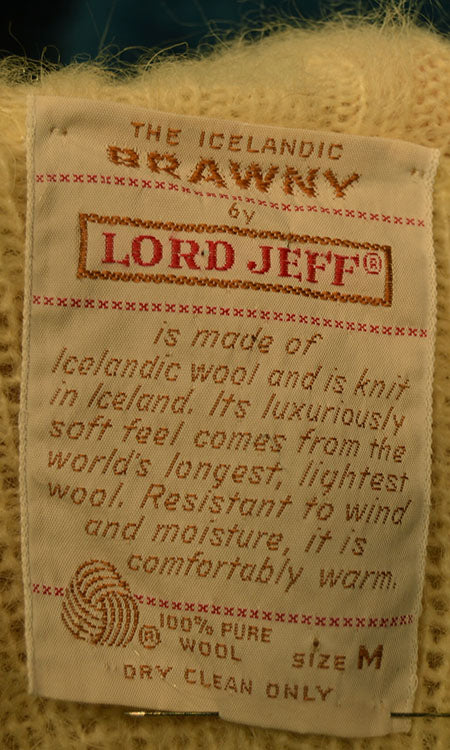 THE ICELANDIC
BRAWNY
by
LORD JEFF®
is made of
Icelandic wool and is knit
in Iceland. Its luxuriously
soft feel comes from the
world's longest, lightest
wool. Resistant to wind
and moisture, it is
comfortably warm.
® 100% PURE
WOOL SIZE M
DRY CLEAN ONLY